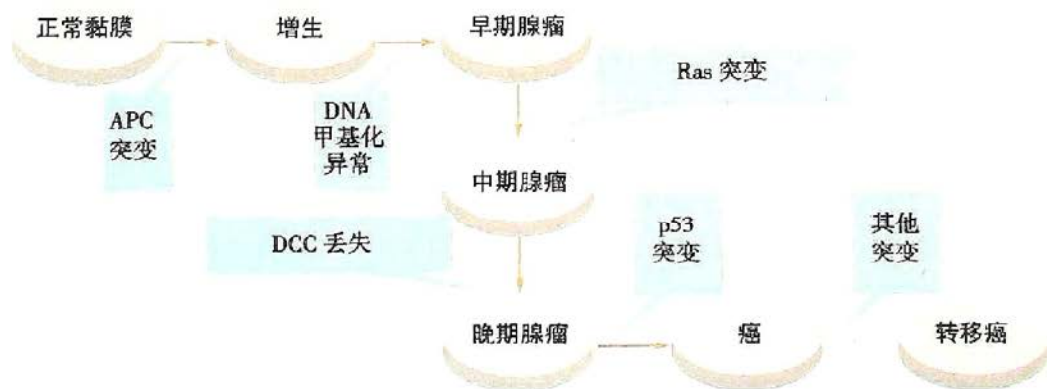 正常黏膜
增生
早期腺瘤
Ras 突变
APC
突变
DNA
甲基化
异常
中期腺瘤
DCC 丢失
p53
突变
其他
突变
晚期腺瘤
癌
转移癌